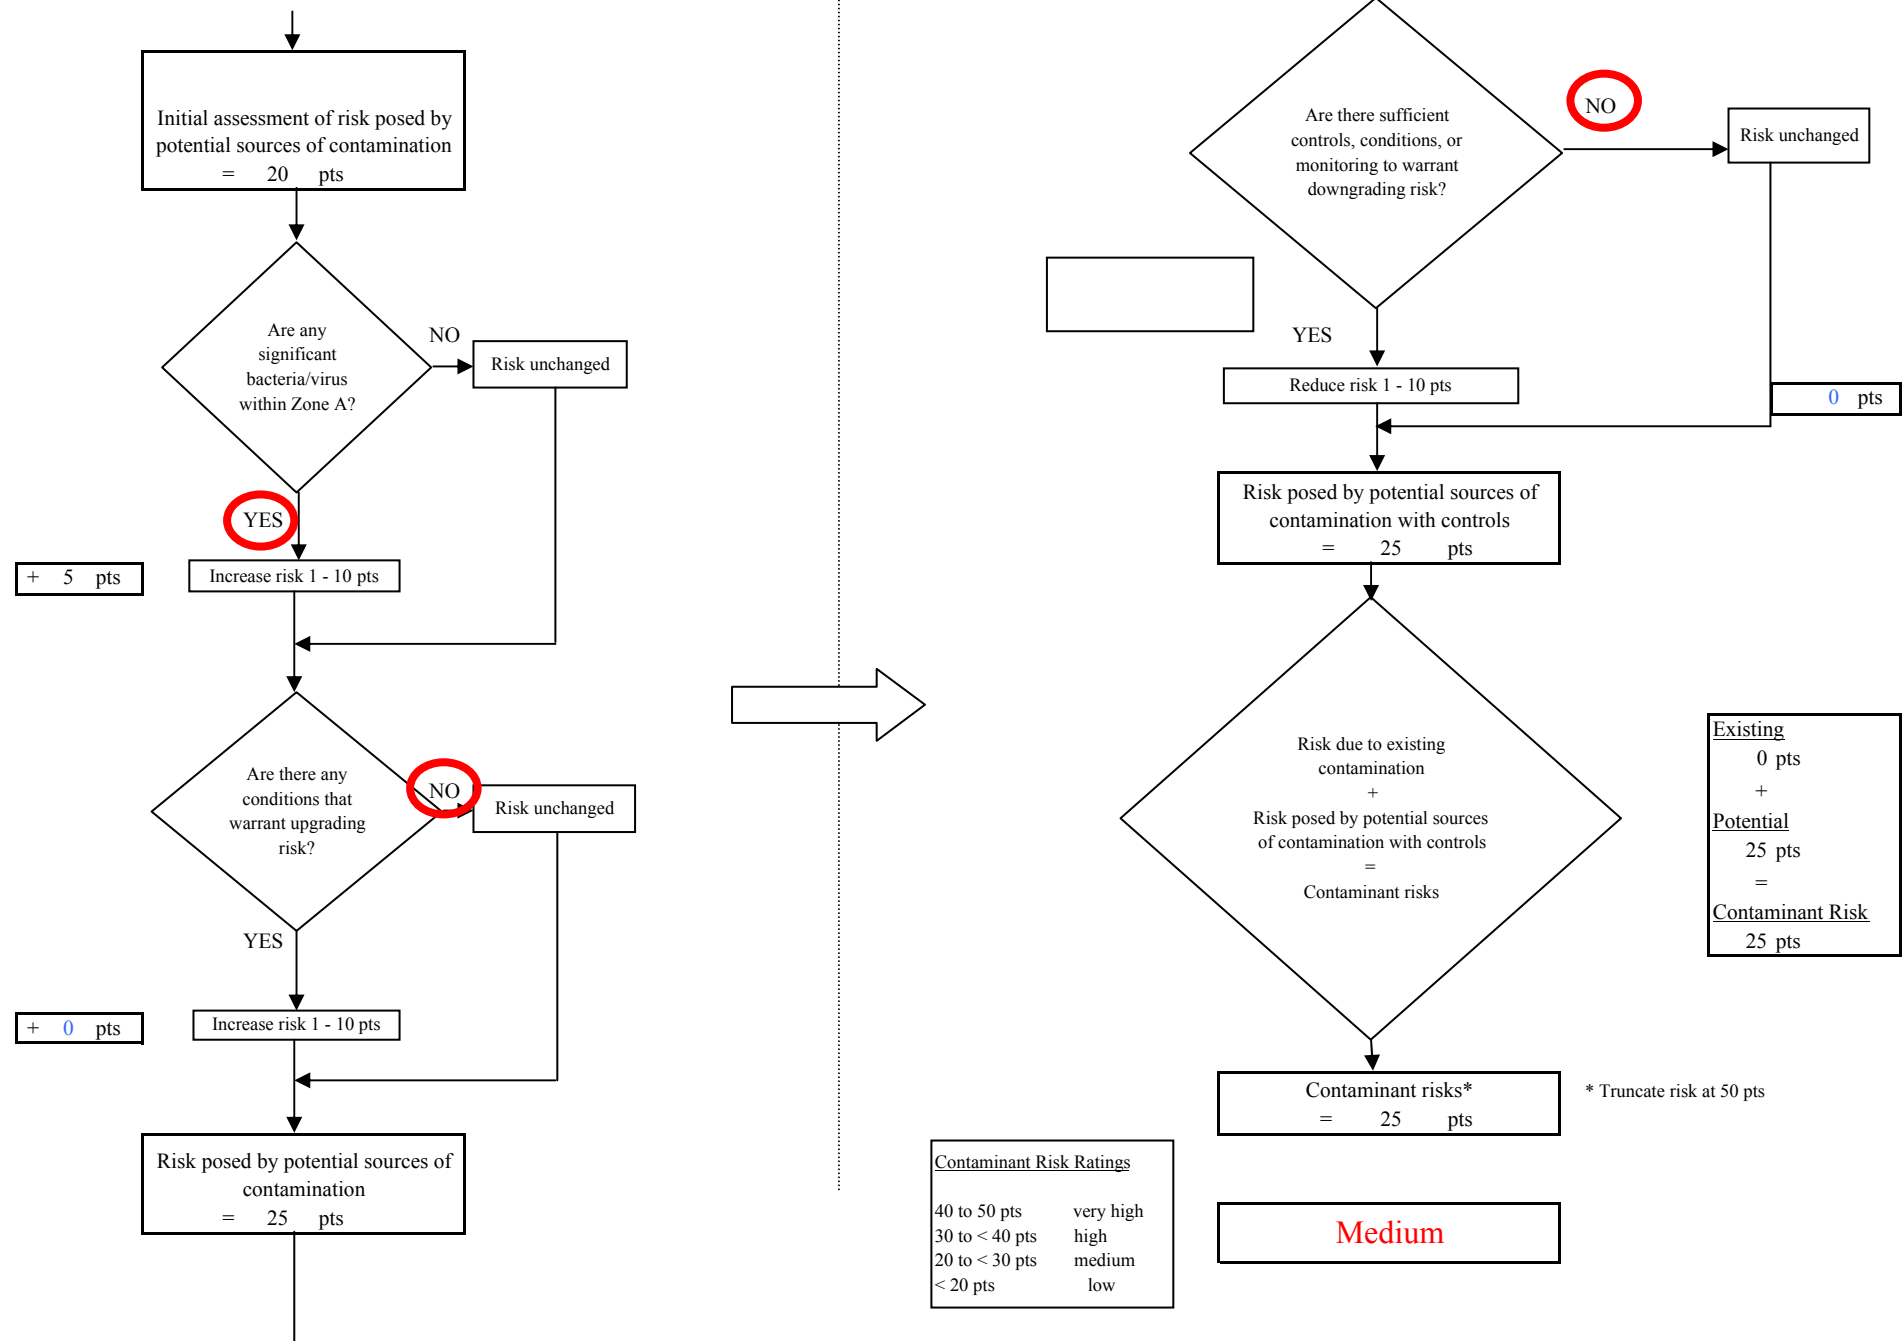 Initial assessment of risk posed by
potential sources of contamination
= 20 pts
Are any
significant
bacteria/virus
within Zone A?
NO
Risk unchanged
YES
+ 5 pts
Increase risk 1 - 10 pts
Are there any
conditions that
warrant upgrading
risk?
NO
Risk unchanged
YES
+ 0 pts
Increase risk 1 - 10 pts
Risk posed by potential sources of
contamination
= 25 pts
Are there sufficient
controls, conditions, or
monitoring to warrant
downgrading risk?
NO
Risk unchanged
YES
Reduce risk 1 - 10 pts
0 pts
Risk posed by potential sources of
contamination with controls
= 25 pts
Risk due to existing
contamination
+
Risk posed by potential sources
of contamination with controls
=
Contaminant risks
Existing
0 pts
+
Potential
25 pts
=
Contaminant Risk
25 pts
Contaminant risks*
= 25 pts
* Truncate risk at 50 pts
Contaminant Risk Ratings
40 to 50 pts very high
30 to < 40 pts high
20 to < 30 pts medium
< 20 pts low
Medium